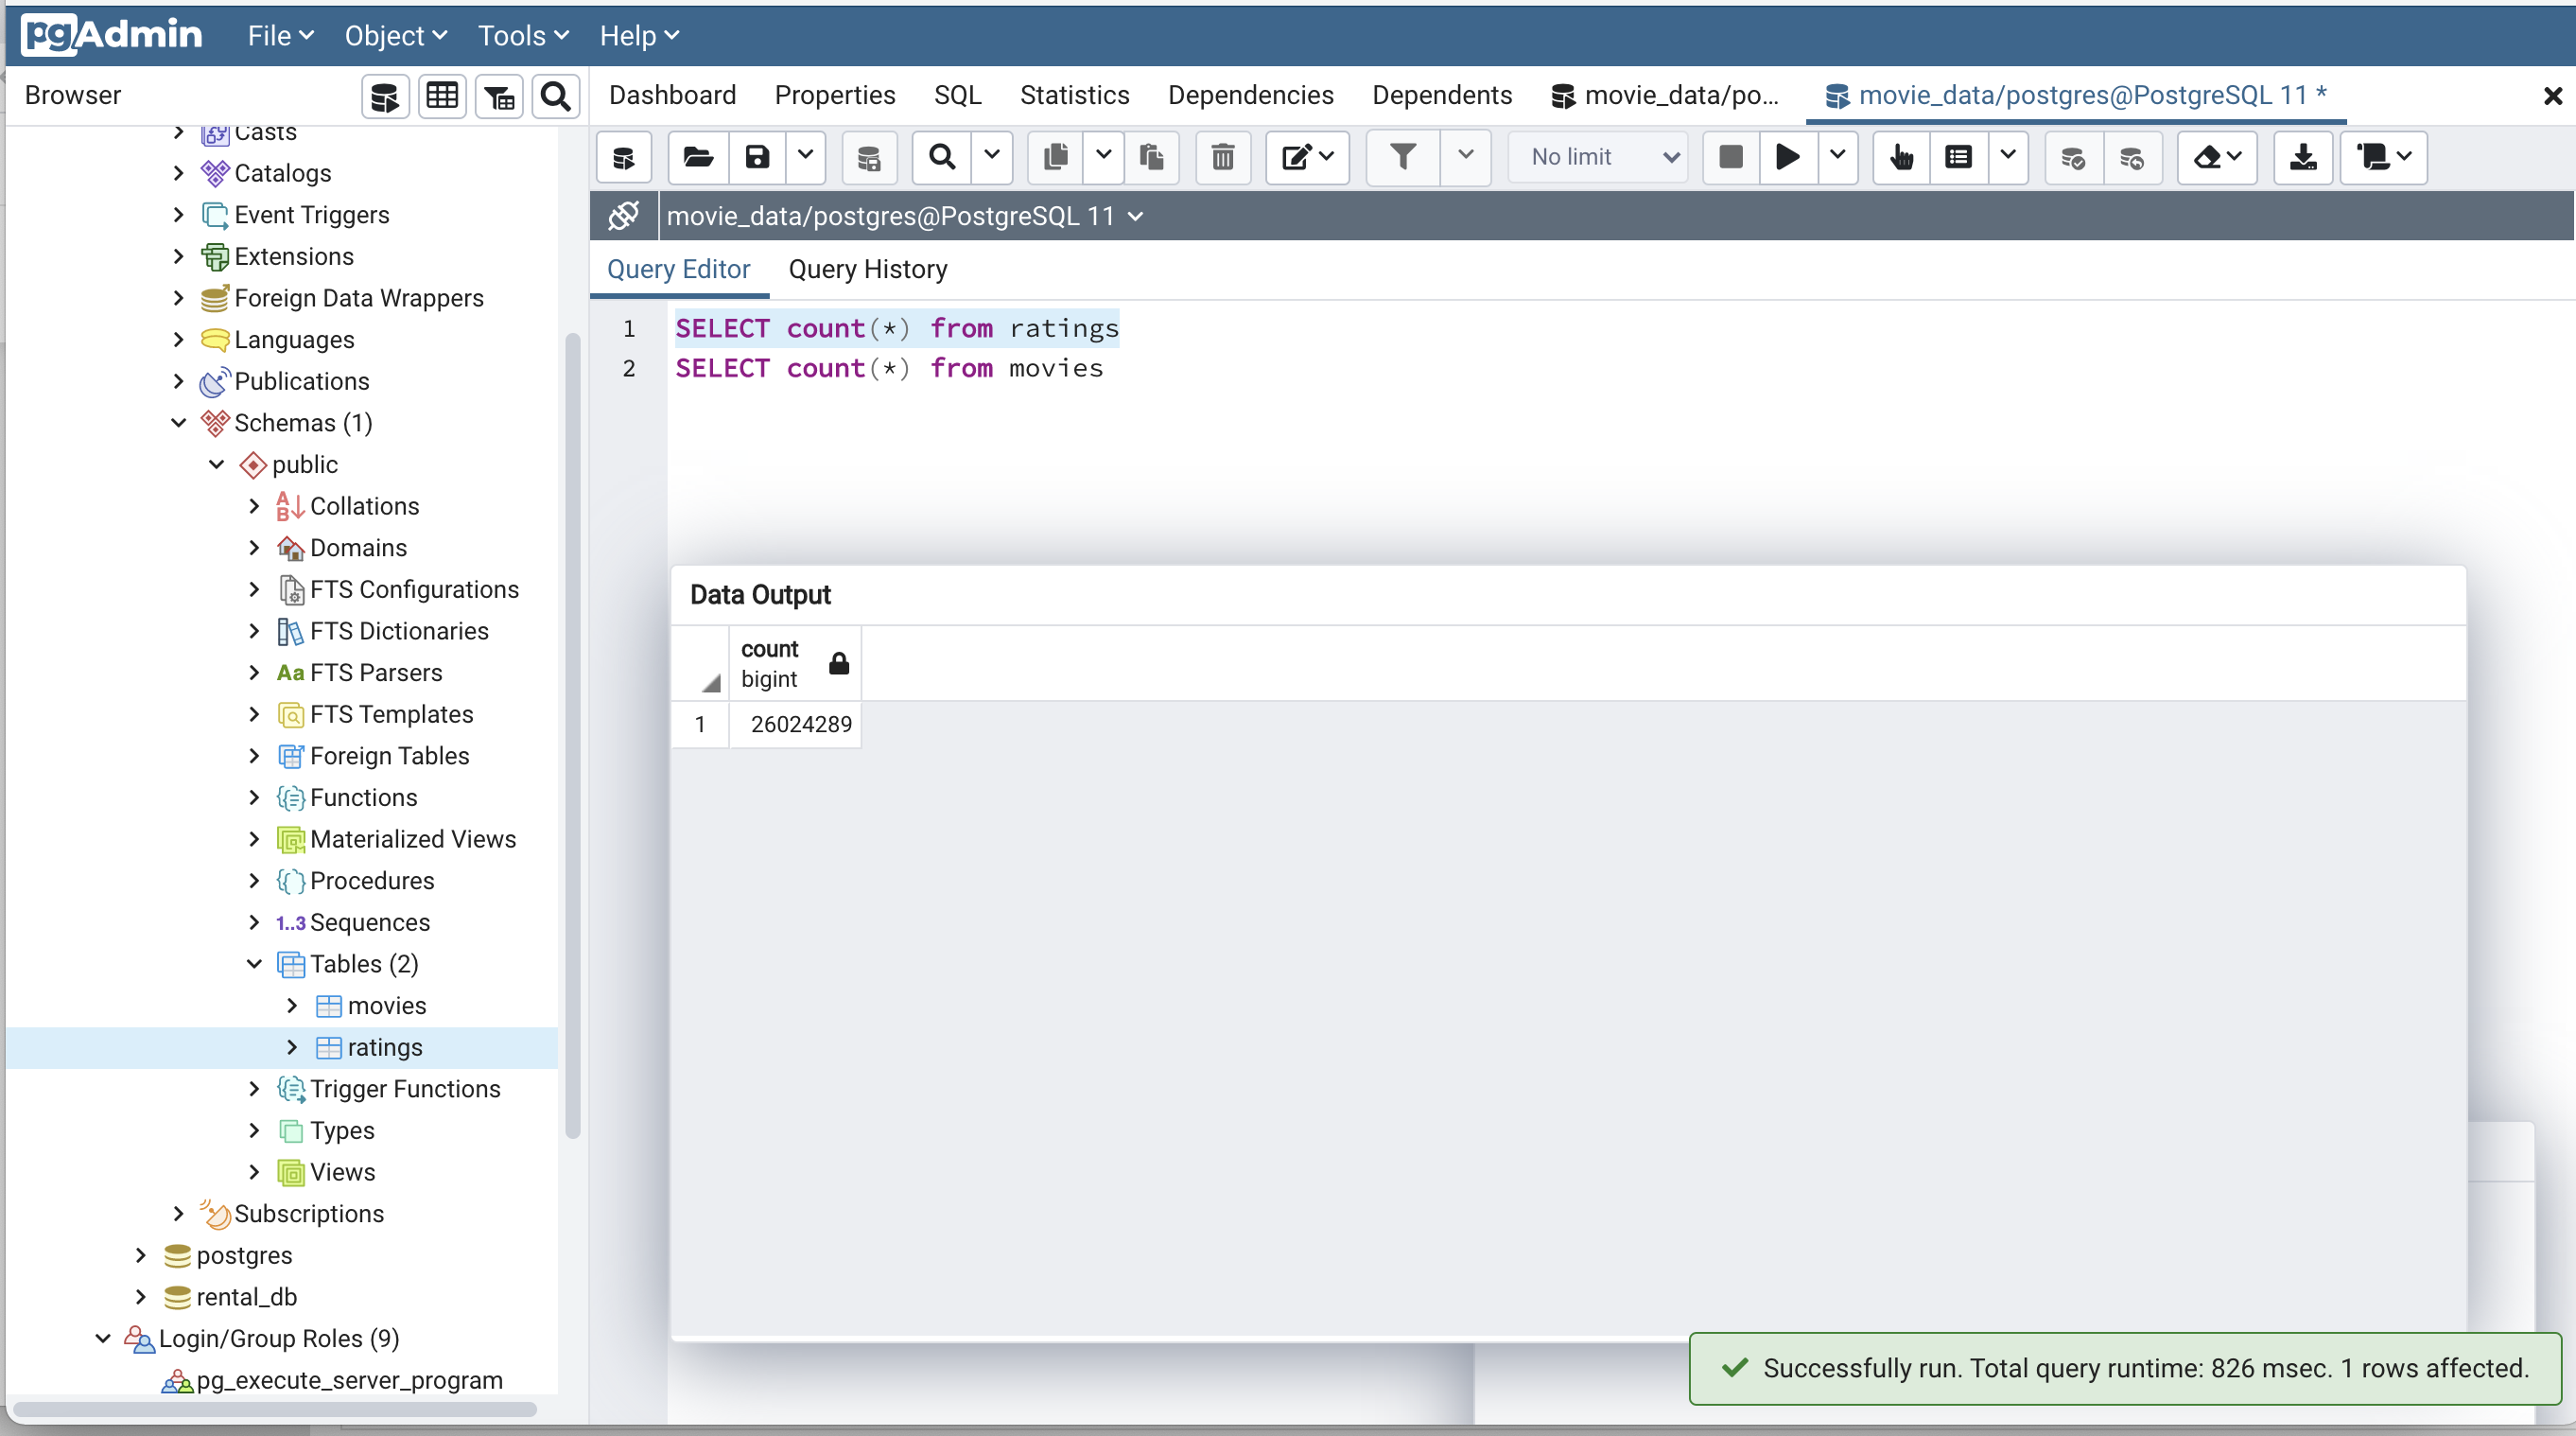 pgAdmin File Object Tools Help
Browser
Dashboard Properties SQL Statistics Dependencies Dependents movie_data/po... movie_data/postgres@PostgreSQL 11 *
Casts
Catalogs
Event Triggers
Extensions
Foreign Data Wrappers
Languages
Publications
Schemas (1)
public
Collations
Domains
FTS Configurations
FTS Dictionaries
Aa FTS Parsers
FTS Templates
Foreign Tables
Functions
Materialized Views
Procedures
1..3 Sequences
Tables (2)
movies
ratings
Trigger Functions
Types
Views
Subscriptions
postgres
rental_db
Login/Group Roles (9)
pg_execute_server_program
No limit
movie_data/postgres@PostgreSQL 11
Query Editor Query History
1 SELECT count(*) from ratings
2 SELECT count(*) from movies
Data Output
count
bigint
1 26024289
Successfully run. Total query runtime: 826 msec. 1 rows affected.